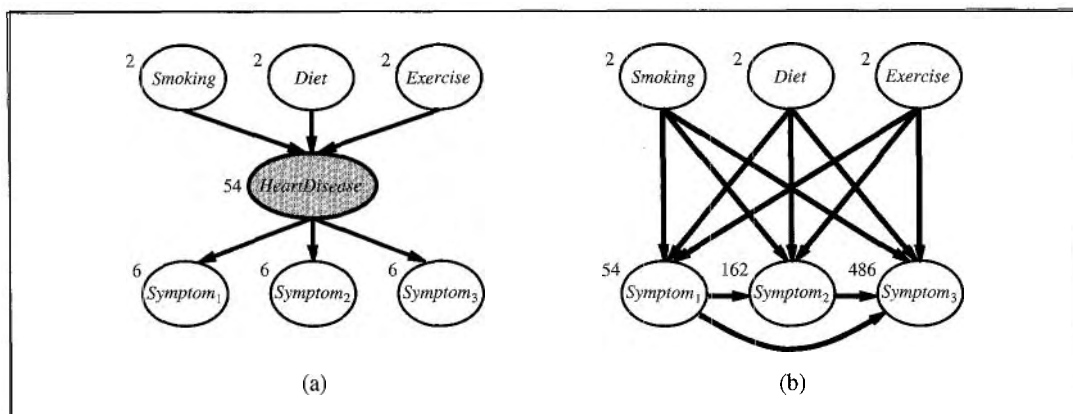 2 Smoking 2 Diet 2 Exercise
54 HeartDisease
6 Symptom₁ 6 Symptom₂ 6 Symptom₃
(a)
2 Smoking 2 Diet 2 Exercise
54 Symptom₁ 162 Symptom₂ 486 Symptom₃
(b)